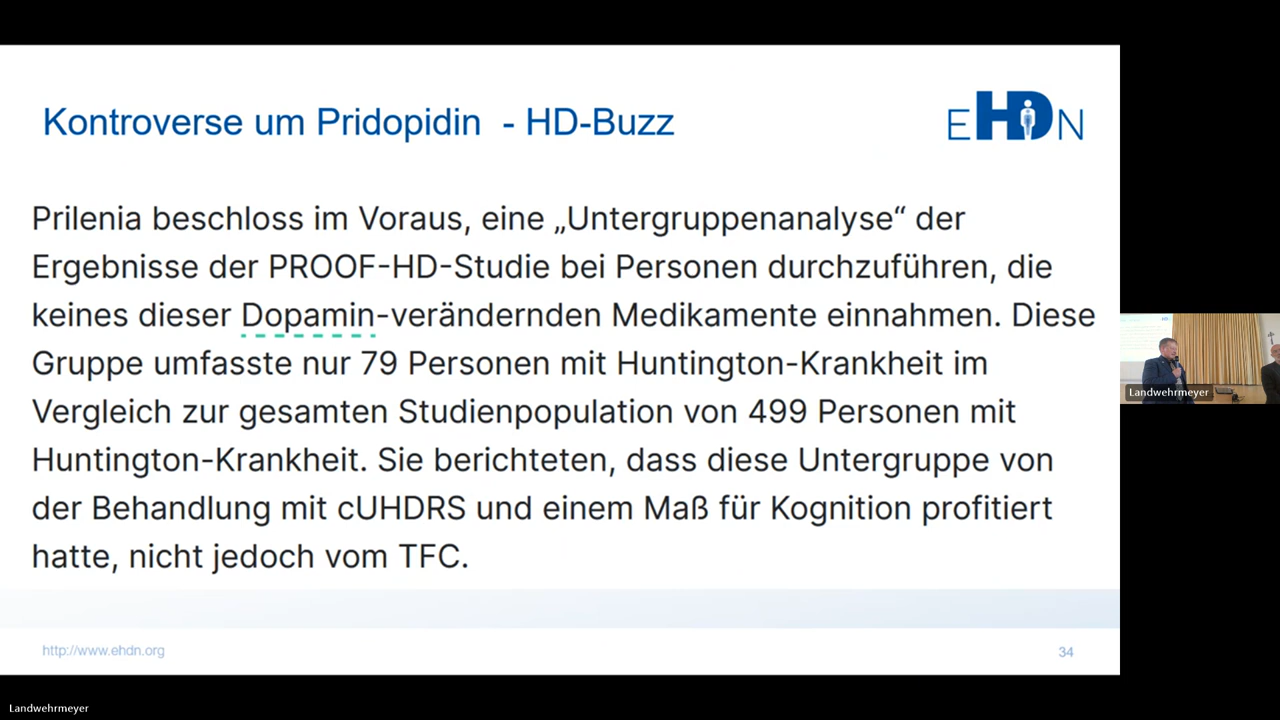 Kontroverse um Pridopidin - HD-Buzz
EHDN
Prilenia beschloss im Voraus, eine „Untergruppenanalyse“ der
Ergebnisse der PROOF-HD-Studie bei Personen durchzuführen, die
keines dieser Dopamin-verändernden Medikamente einnahmen. Diese
Gruppe umfasste nur 79 Personen mit Huntington-Krankheit im
Vergleich zur gesamten Studienpopulation von 499 Personen mit
Huntington-Krankheit. Sie berichteten, dass diese Untergruppe von
der Behandlung mit cUHDRS und einem Maß für Kognition profitiert
hatte, nicht jedoch vom TFC.
http://www.ehdn.org
34
Landwehrmeyer
Landwehrmeyer